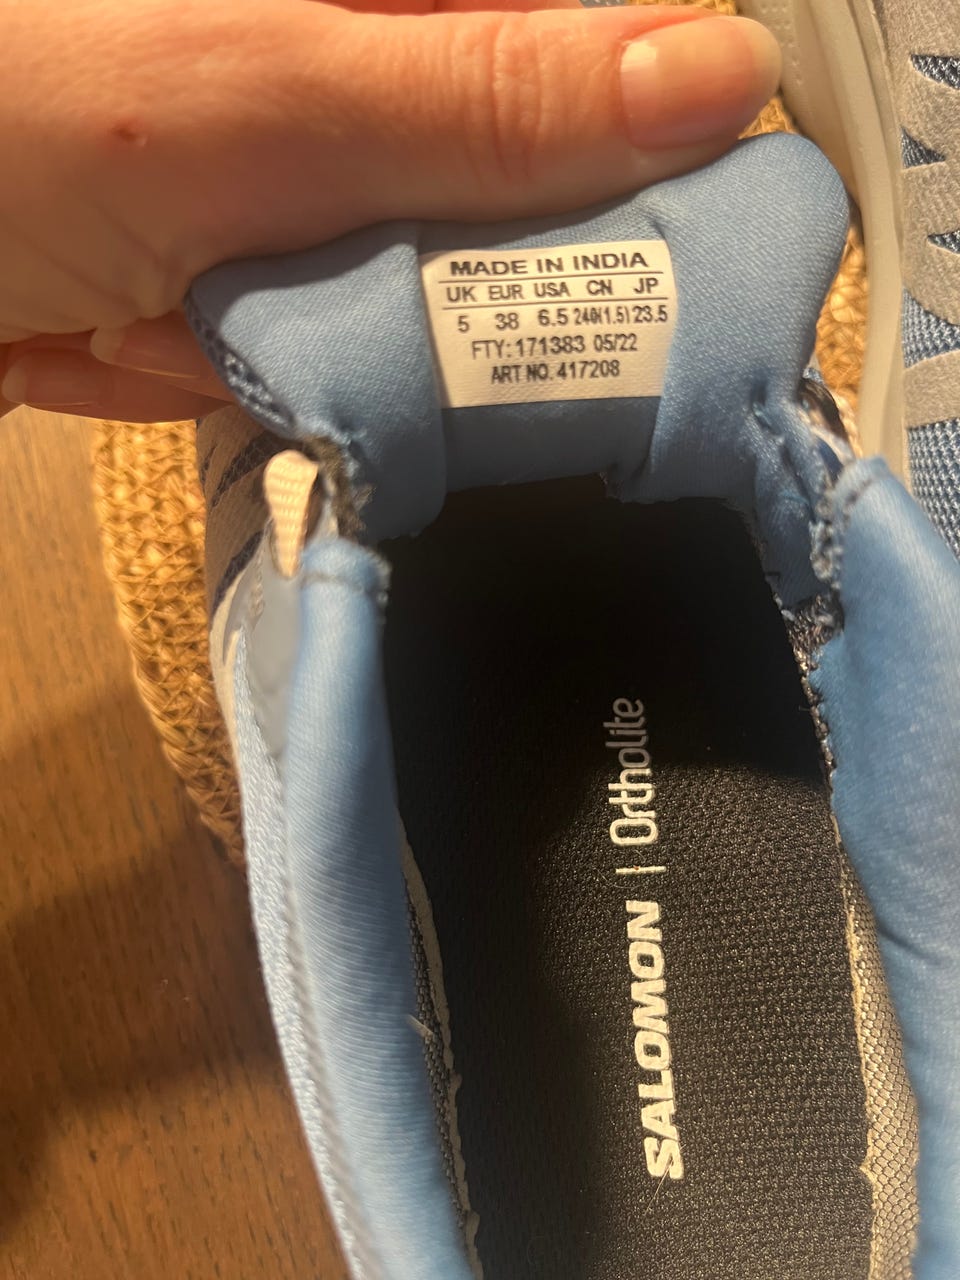 MADE IN INDIA
UK EUR USA CN JP
5 38 6.5 240(1.5) 23.5
FTY: 171383 05/22
ART NO. 417208
SALOMON | Ortholite